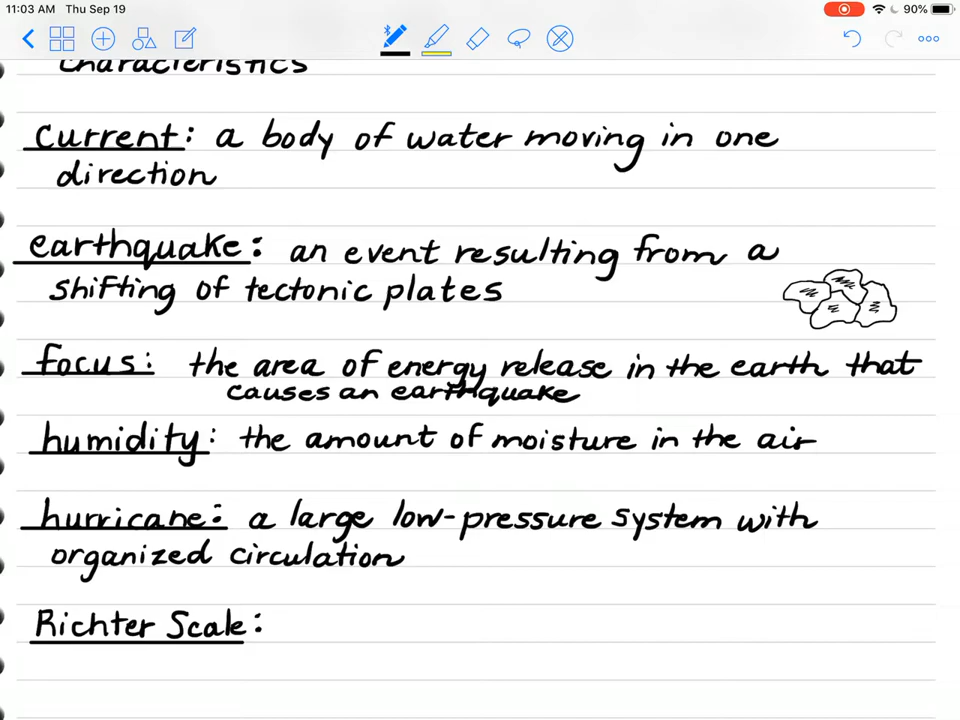 11:03 AM Thu Sep 19
90%
characteristics
current: a body of water moving in one
direction
earthquake: an event resulting from a
shifting of tectonic plates
focus: the area of energy release in the earth that
causes an earthquake
humidity: the amount of moisture in the air
hurricane: a large low-pressure system with
organized circulation
Richter Scale: